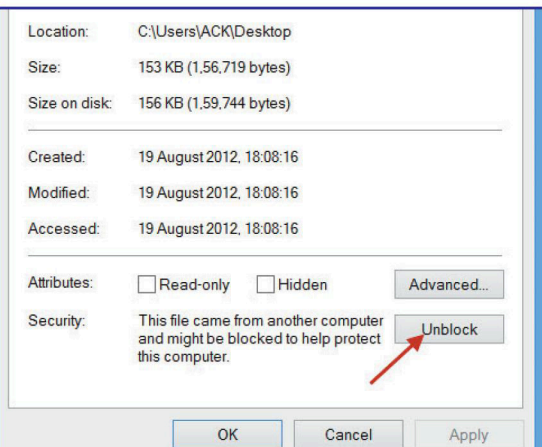 Location: C:\Users\ACK\Desktop
Size: 153 KB (1,56,719 bytes)
Size on disk: 156 KB (1,59,744 bytes)
Created: 19 August 2012, 18:08:16
Modified: 19 August 2012, 18:08:16
Accessed: 19 August 2012, 18:08:16
Attributes: Read-only Hidden Advanced...
Security: This file came from another computer Unblock
and might be blocked to help protect
this computer.
OK Cancel Apply